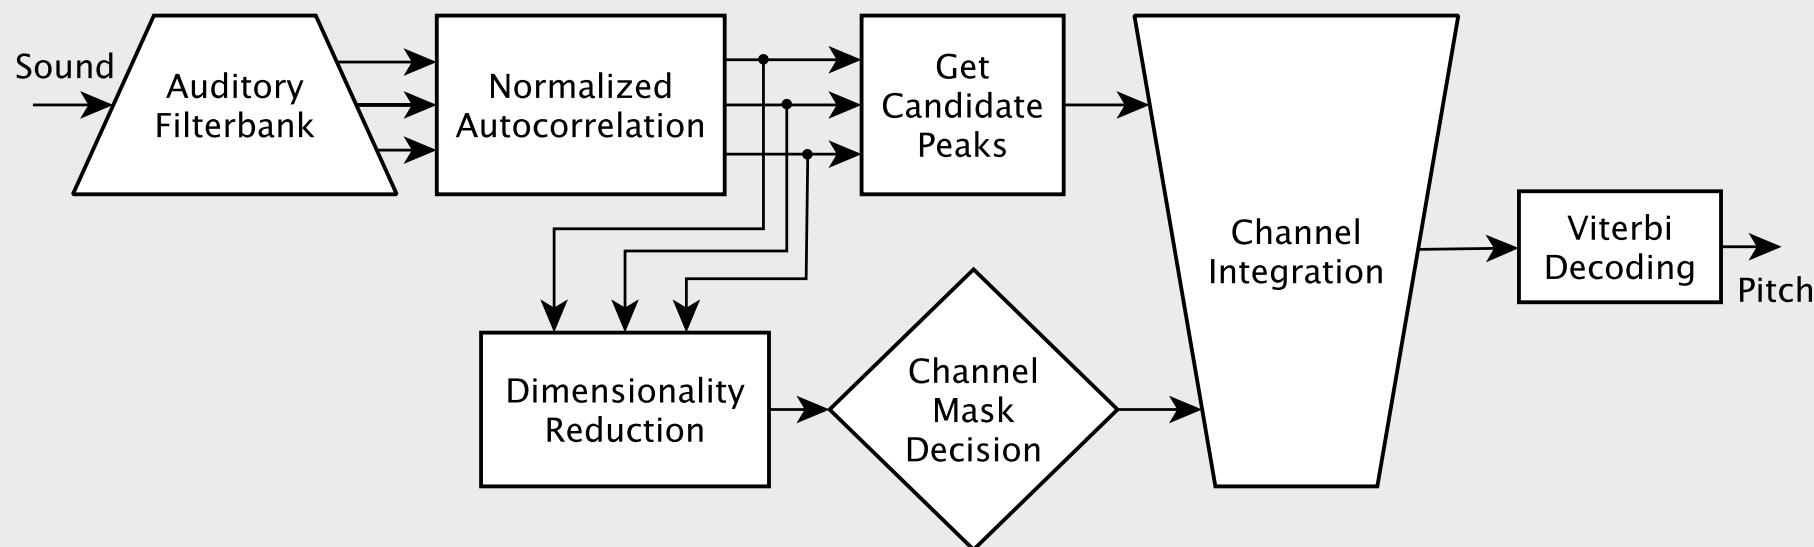 Sound
Auditory
Filterbank
Normalized
Autocorrelation
Get
Candidate
Peaks
Channel
Integration
Viterbi
Decoding
Pitch
Dimensionality
Reduction
Channel
Mask
Decision